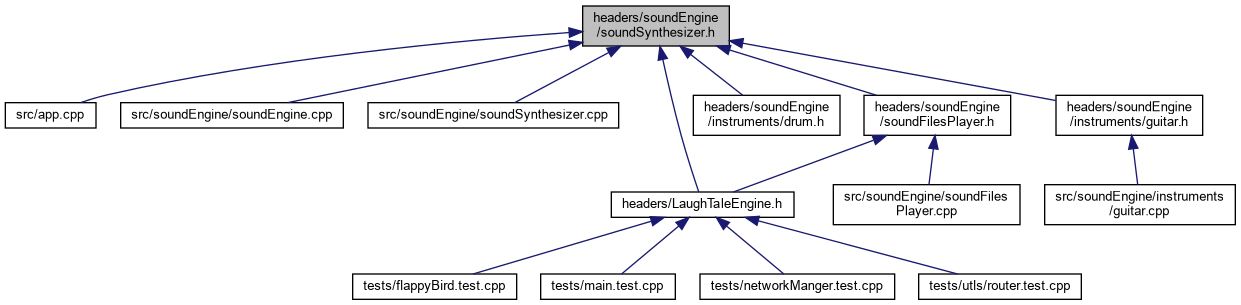 headers/soundEngine
/soundSynthesizer.h
src/app.cpp
src/soundEngine/soundEngine.cpp
src/soundEngine/soundSynthesizer.cpp
headers/soundEngine
/instruments/drum.h
headers/soundEngine
/soundFilesPlayer.h
headers/soundEngine
/instruments/guitar.h
headers/LaughTaleEngine.h
src/soundEngine/soundFiles
Player.cpp
src/soundEngine/instruments
/guitar.cpp
tests/flappyBird.test.cpp
tests/main.test.cpp
tests/networkManger.test.cpp
tests/utls/router.test.cpp